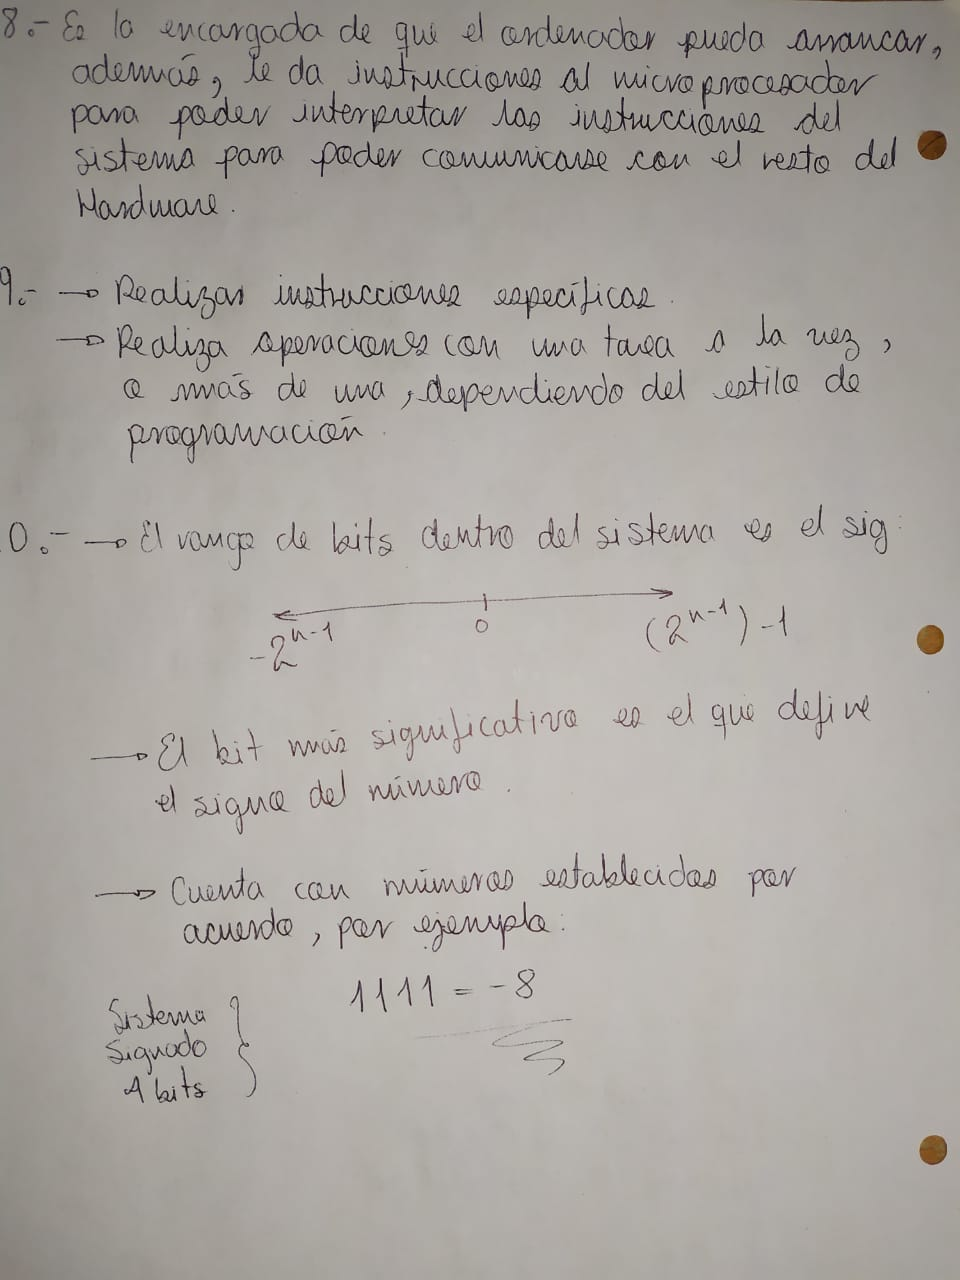 8.- Es la encargada de que el ordenador pueda arrancar,
además, le da instrucciones al microprocesador
para poder interpretar las instrucciones del
sistema para poder comunicarse con el resto del
Hardware.
9.- → Realizar instrucciones específicas.
→ Realiza operaciones con una tarea a la vez,
o más de una, dependiendo del estilo de
programación.
0.- → El rango de bits dentro del sistema es el sig:
0
-2^{n-1} (2^{n-1})-1
→ El bit más significativo es el que define
el signo del número.
→ Cuenta con números establecidos por
acuerdo, por ejemplo:
1111 = -8
Sistema
Signado
4 bits